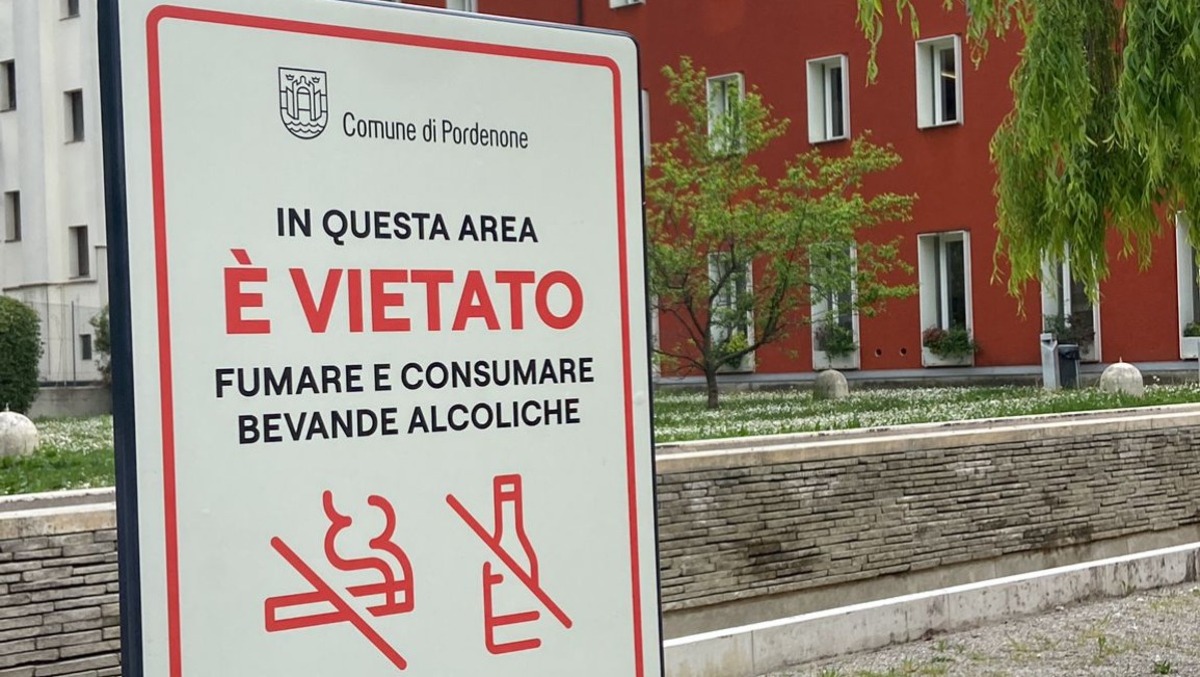 Comune di Pordenone
IN QUESTA AREA
È VIETATO
FUMARE E CONSUMARE
BEVANDE ALCOLICHE